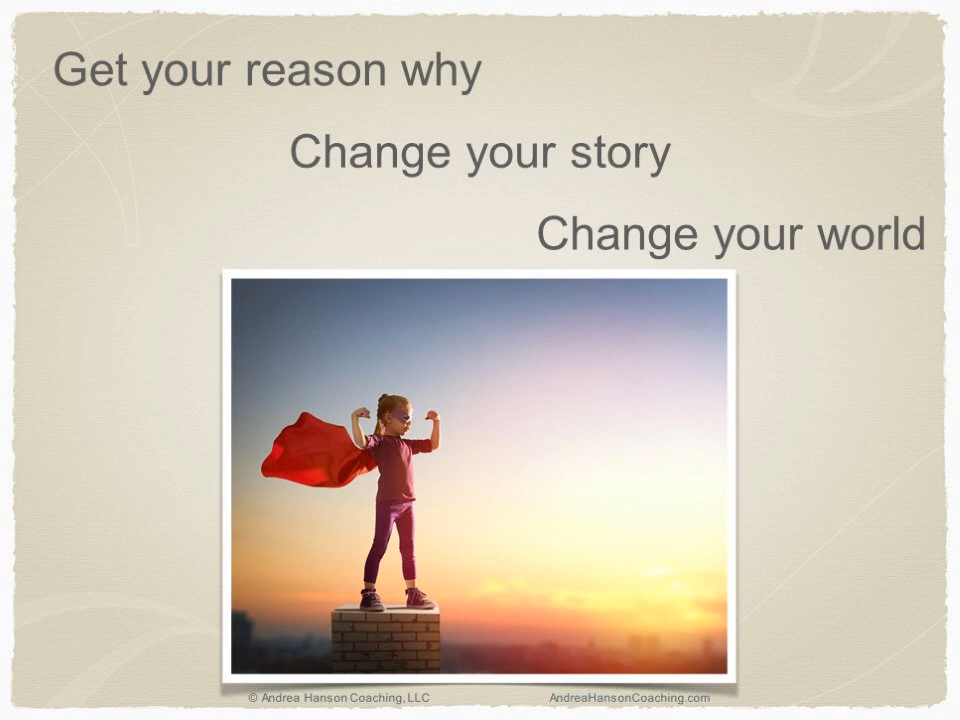 Get your reason why
Change your story
Change your world
© Andrea Hanson Coaching, LLC
AndreaHansonCoaching.com